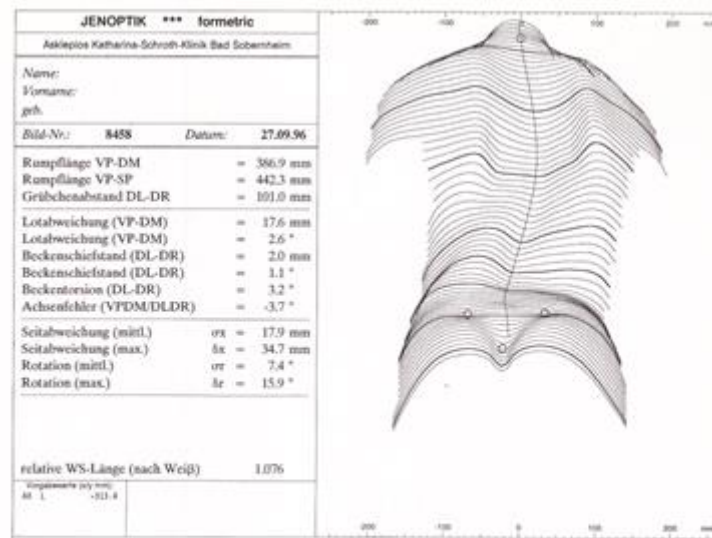 JENOPTIK *** formetric
Asklepios Katharina-Schroth-Klinik Bad Sobernheim
Name:
Vorname:
geb.
Bild-Nr.: 8458 Datum: 27.09.96
Rumpflänge VP-DM = 386.9 mm
Rumpflänge VP-SP = 442.3 mm
Grübchenabstand DL-DR = 101.0 mm
Lotabweichung (VP-DM) = 17.6 mm
Lotabweichung (VP-DM) = 2.6 °
Beckenschiefstand (DL-DR) = 2.0 mm
Beckenschiefstand (DL-DR) = 1.1 °
Beckentorsion (DL-DR) = 3.2 °
Achsenfehler (VPDM/DLDR) = -3.7 °
Seitabweichung (mittl.) σx = 17.9 mm
Seitabweichung (max.) δx = 34.7 mm
Rotation (mittl.) σr = 7.4 °
Rotation (max.) δr = 15.9 °
relative WS-Länge (nach Weiß) 1.076
Vorgabewerte (x/y mm):
-200 -100 0 100 200
-200 -100 0 100 200